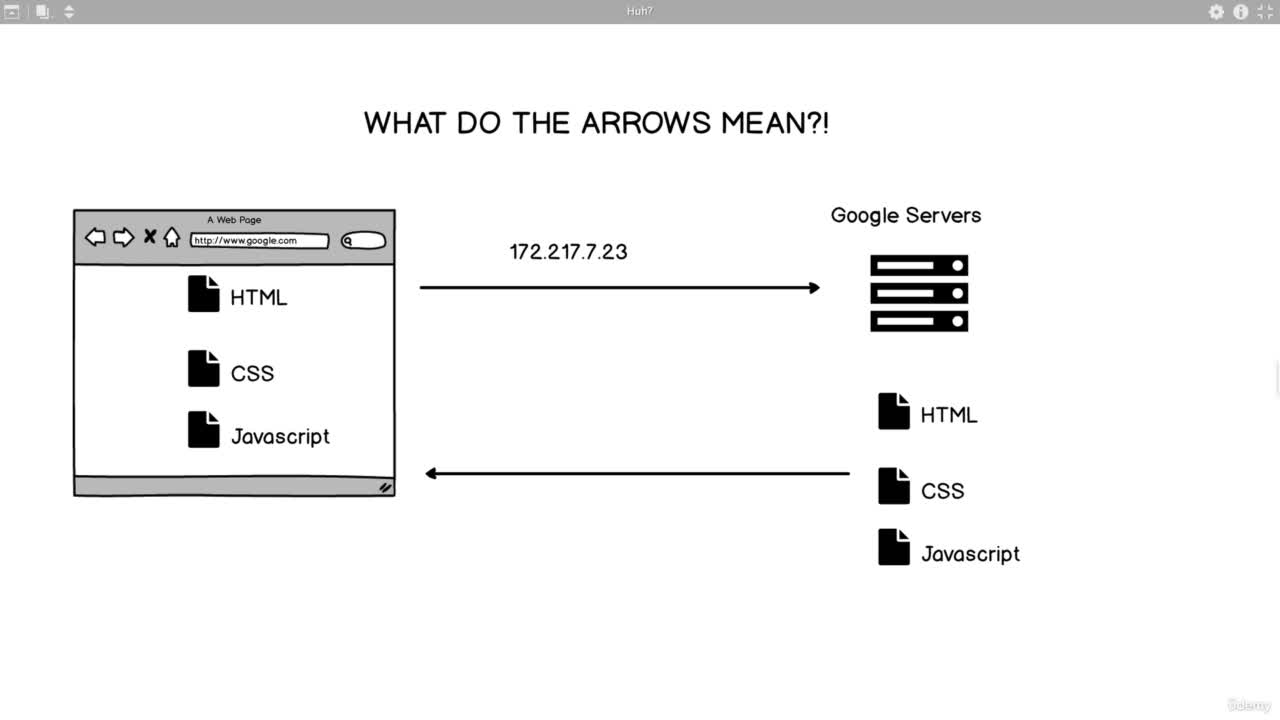 Huh?
WHAT DO THE ARROWS MEAN?!
A Web Page
http://www.google.com
HTML
CSS
Javascript
172.217.7.23
Google Servers
HTML
CSS
Javascript
ûdemy